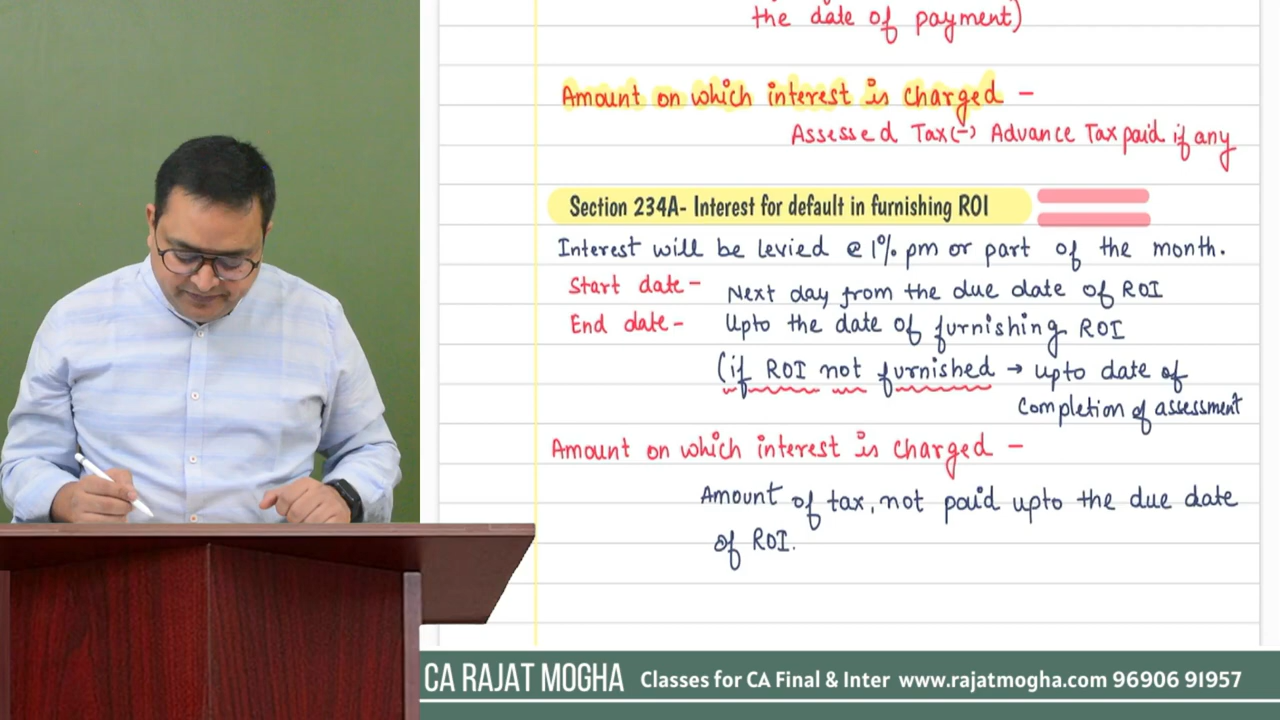 the date of payment)
Amount on which interest is charged -
Assessed Tax(-) Advance Tax paid if any
Section 234A- Interest for default in furnishing ROI
Interest will be levied @ 1% pm or part of the month.
Start date - Next day from the due date of ROI
End date - Upto the date of furnishing ROI
(if ROI not furnished → upto date of
Completion of assessment
Amount on which interest is charged -
Amount of tax, not paid upto the due date
of ROI.
CA RAJAT MOGHA Classes for CA Final & Inter www.rajatmogha.com 96906 91957